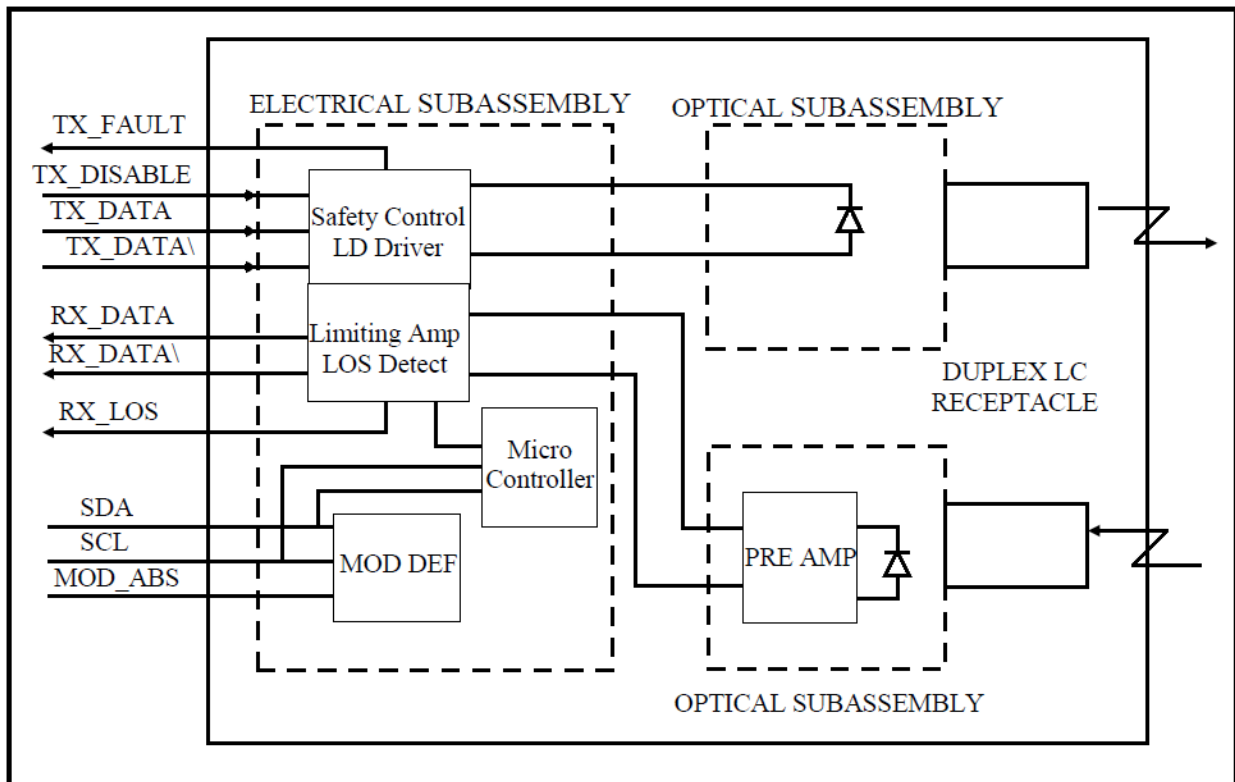 ELECTRICAL SUBASSEMBLY
OPTICAL SUBASSEMBLY
TX_FAULT
TX_DISABLE
TX_DATA
TX_DATA\
Safety Control
LD Driver
RX_DATA
RX_DATA\
Limiting Amp
LOS Detect
RX_LOS
DUPLEX LC
RECEPTACLE
Micro
Controller
SDA
SCL
MOD_ABS
MOD DEF
PRE AMP
OPTICAL SUBASSEMBLY